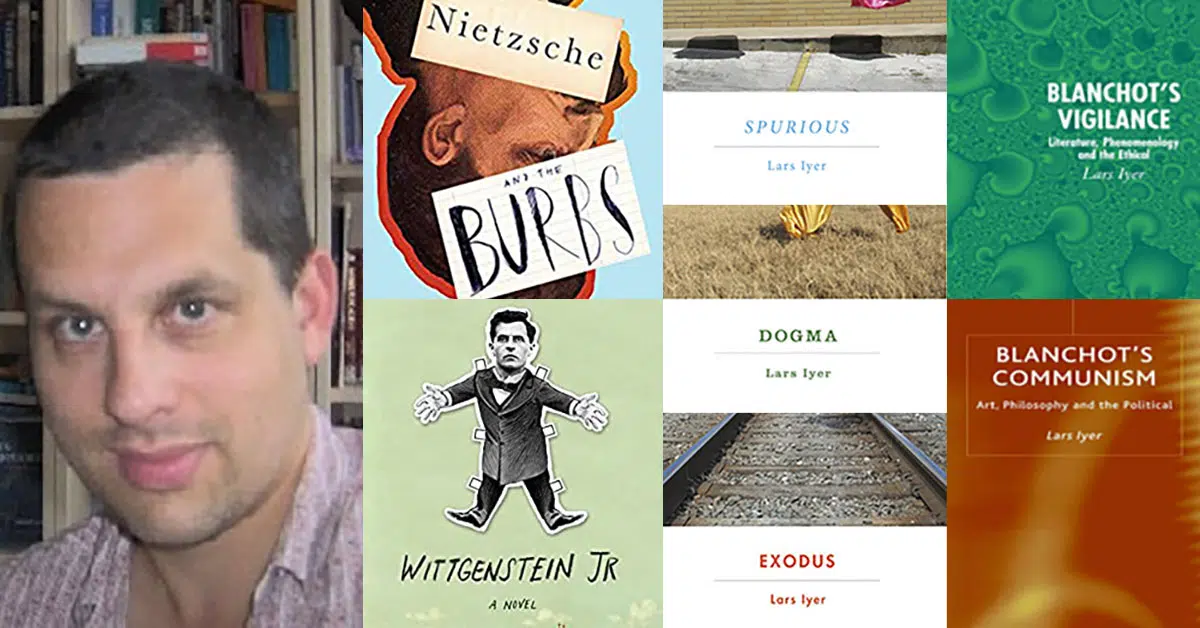 Nietzsche
AND THE
BURBS
WITTGENSTEIN JR
A NOVEL
SPURIOUS
Lars Iyer
DOGMA
Lars Iyer
EXODUS
Lars Iyer
BLANCHOT'S
VIGILANCE
Literature, Phenomenology
and the Ethical
Lars Iyer
BLANCHOT'S
COMMUNISM
Art, Philosophy and the Political
Lars Iyer